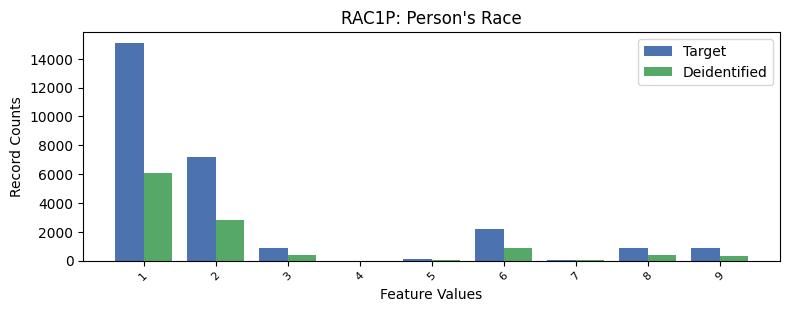 RAC1P: Person's Race
Target
Deidentified
Record Counts
14000
12000
10000
8000
6000
4000
2000
0
1 2 3 4 5 6 7 8 9
Feature Values